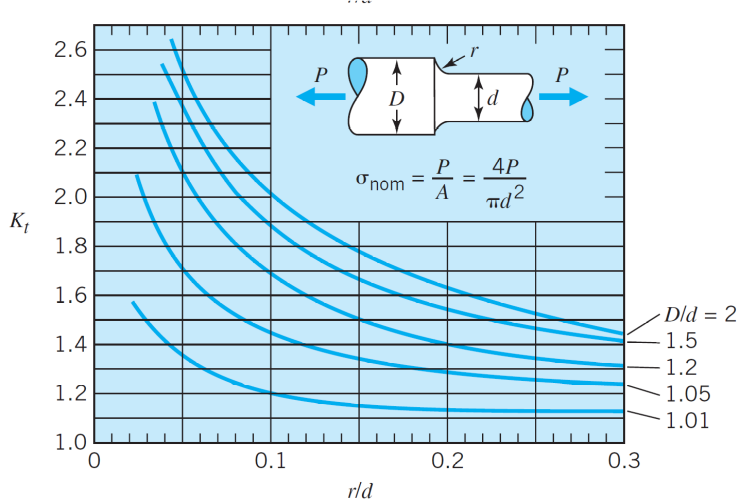 2.6
2.4
2.2
2.0
1.8
1.6
1.4
1.2
1.0
K_t
0
0.1
0.2
0.3
r/d
P
P
D
d
r
σ_nom = P/A = 4P/πd²
D/d = 2
1.5
1.2
1.05
1.01